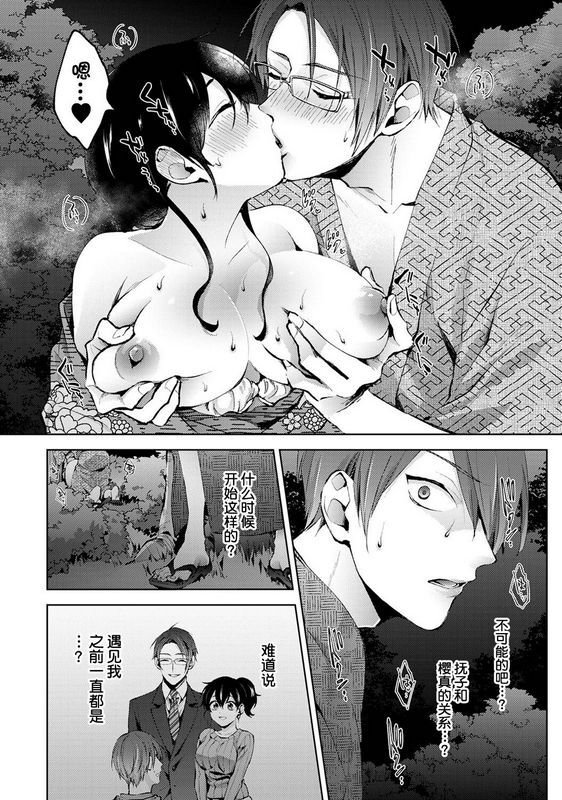 嗯…♥
不可能的吧…?
抚子和
樱真的关系…?
什么时候
开始这样的?
难道说
遇见我
之前一直都是
…?